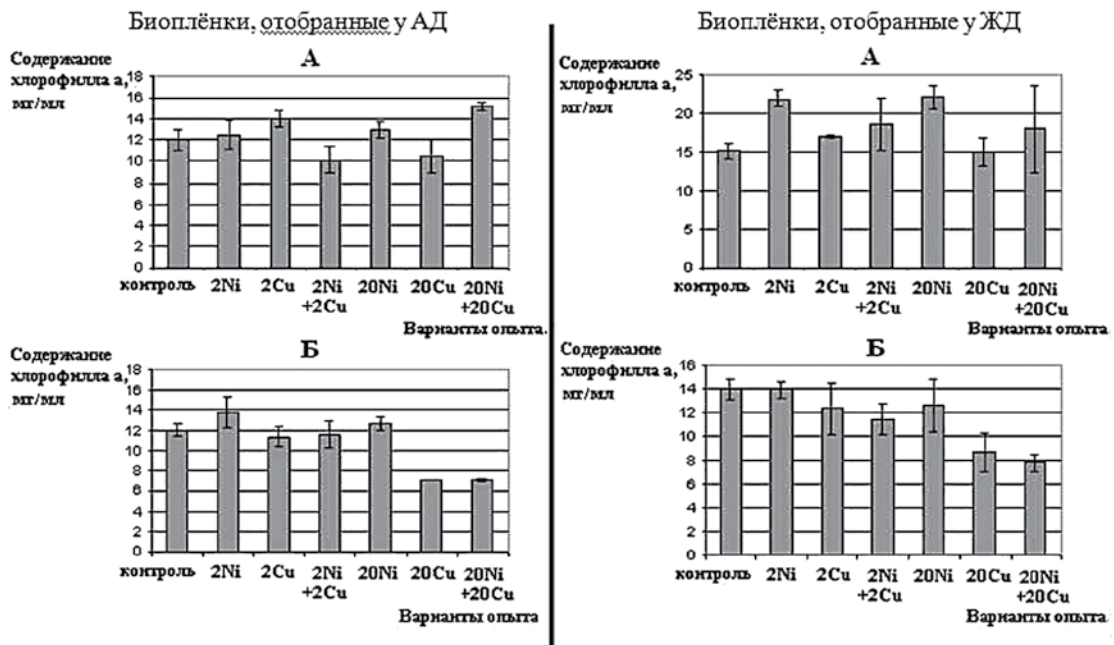 Биоплёнки, отобранные у АД
А
Содержание
хлорофилла а,
мг/мл
18
16
14
12
10
8
6
4
2
0
контроль 2Ni 2Cu 2Ni 20Ni 20Cu 20Ni
+2Cu +20Cu
Варианты опыта.
Б
Содержание
хлорофилла а,
мг/мл
18
16
14
12
10
8
6
4
2
0
контроль 2Ni 2Cu 2Ni 20Ni 20Cu 20Ni
+2Cu +20Cu
Варианты опыта
Биоплёнки, отобранные у ЖД
А
Содержание
хлорофилла а,
мг/мл
25
20
15
10
5
0
контроль 2Ni 2Cu 2Ni 20Ni 20Cu 20Ni
+2Cu +20Cu
Варианты опыта
Б
Содержание
хлорофилла а,
мг/мл
16
14
12
10
8
6
4
2
0
контроль 2Ni 2Cu 2Ni 20Ni 20Cu 20Ni
+2Cu +20Cu
Варианты опыта